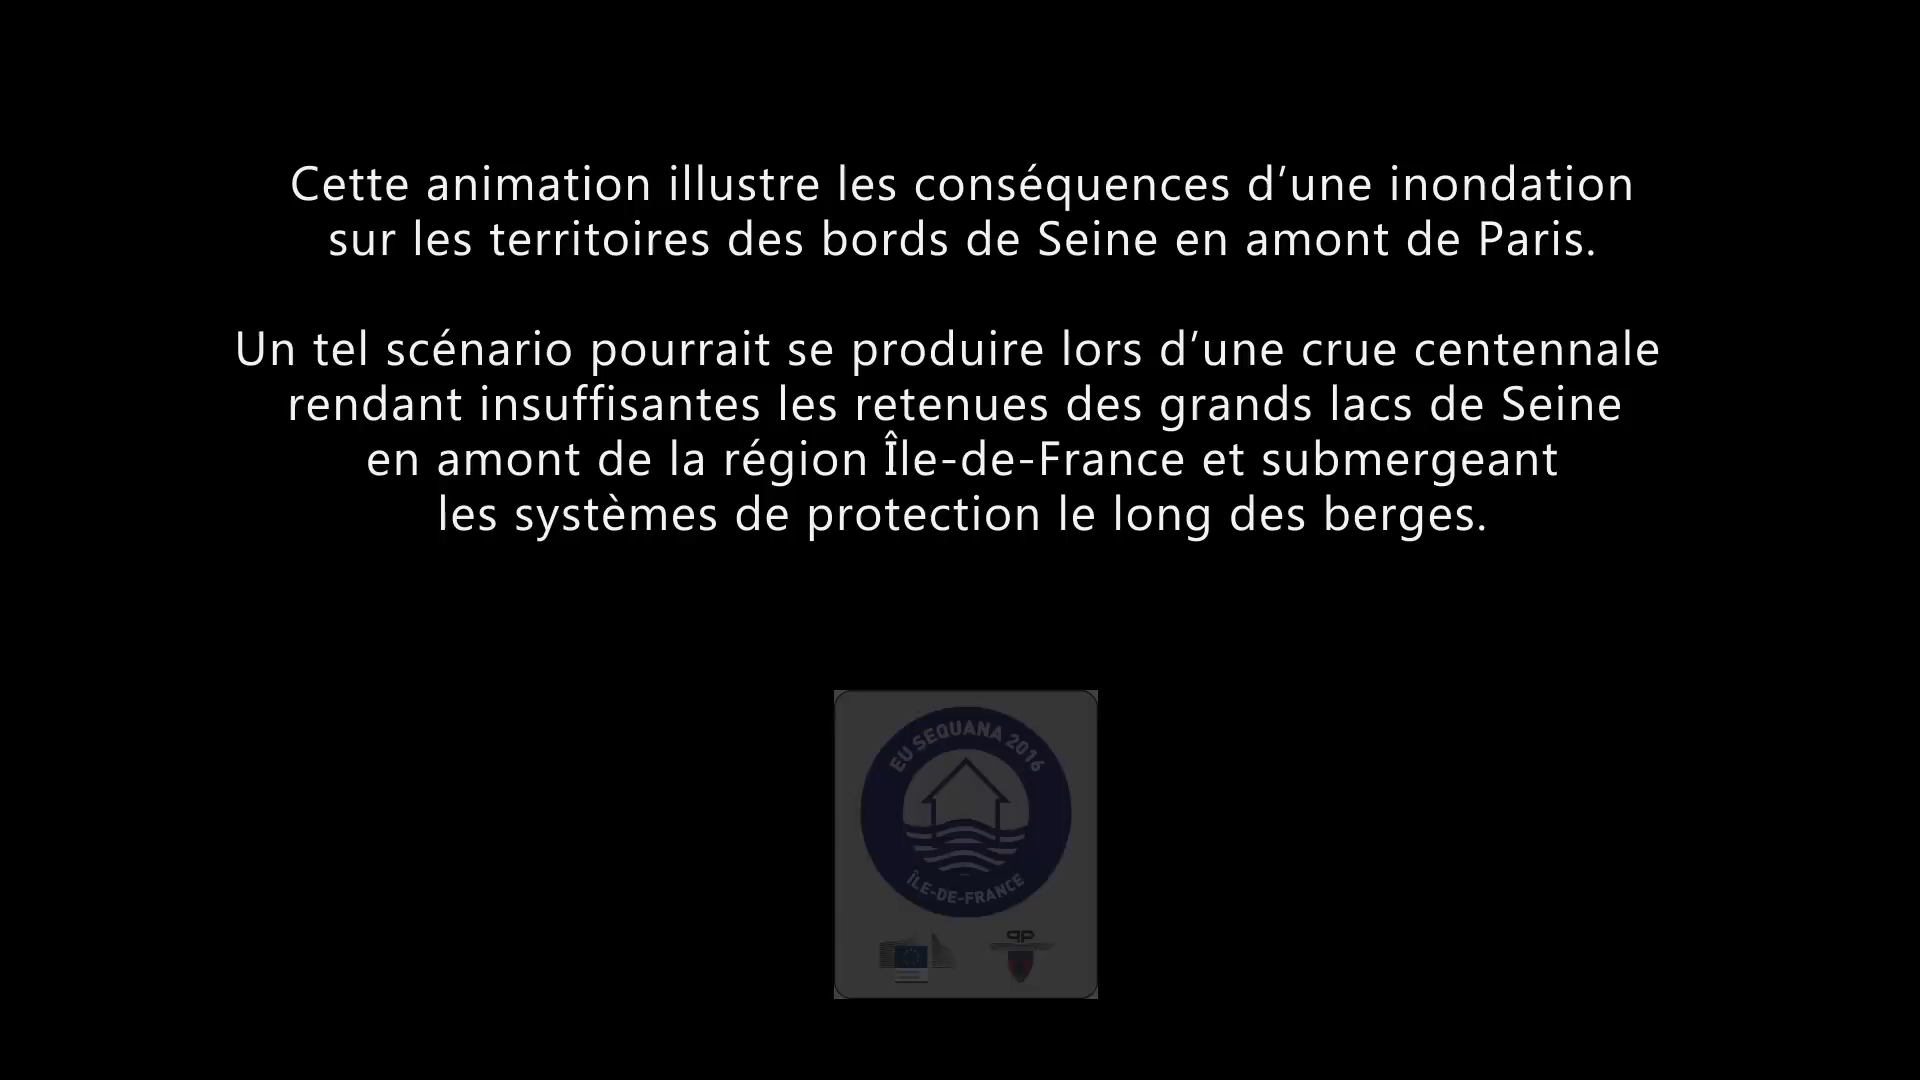 Cette animation illustre les conséquences d’une inondation
sur les territoires des bords de Seine en amont de Paris.
Un tel scénario pourrait se produire lors d’une crue centennale
rendant insuffisantes les retenues des grands lacs de Seine
en amont de la région Île-de-France et submergeant
les systèmes de protection le long des berges.
EU SEQUANA 2016
ÎLE-DE-FRANCE